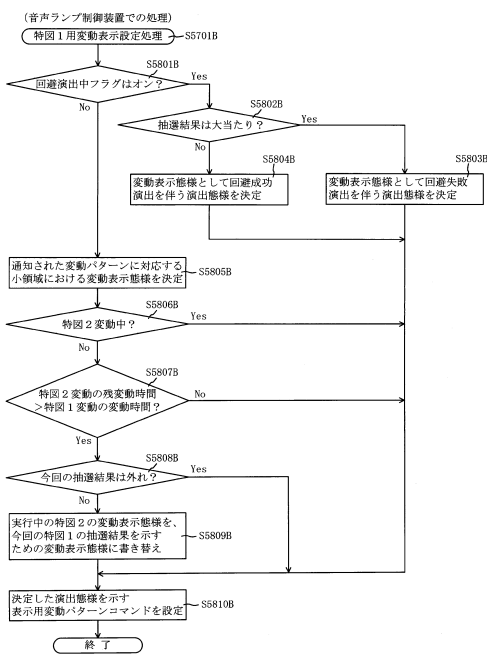 （音声ランプ制御装置での処理）
特図１用変動表示設定処理
S5701B
S5801B
回避演出中フラグはオン？
Yes
No
S5802B
抽選結果は大当たり？
Yes
No
S5804B
変動表示態様として回避成功
演出を伴う演出態様を決定
S5803B
変動表示態様として回避失敗
演出を伴う演出態様を決定
通知された変動パターンに対応する
小領域における変動表示態様を決定
S5805B
S5806B
特図２変動中？
Yes
No
S5807B
特図２変動の残変動時間
＞特図１変動の変動時間？
No
Yes
S5808B
今回の抽選結果は外れ？
Yes
No
実行中の特図２の変動表示態様を、
今回の特図１の抽選結果を示す
ための変動表示態様に書き替え
S5809B
決定した演出態様を示す
表示用変動パターンコマンドを設定
S5810B
終了